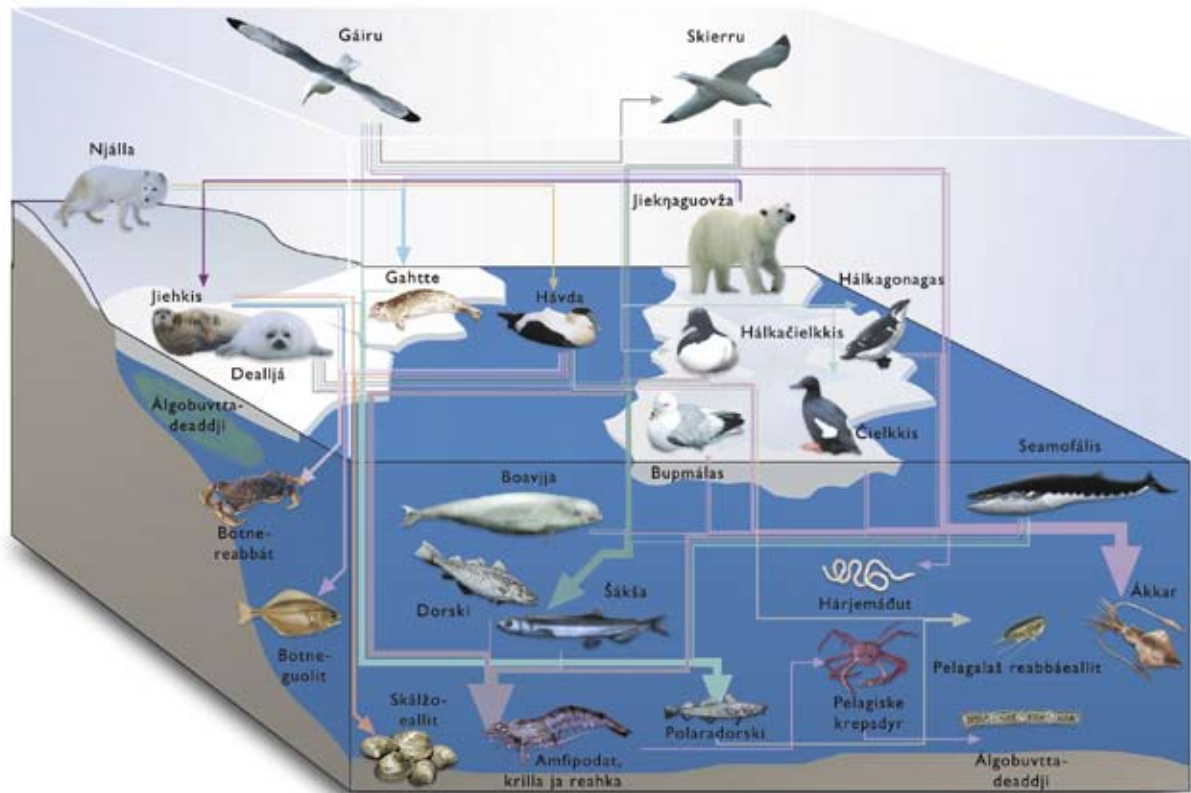 Gáiru
Skierru
Njálla
Jiekŋaguovža
Gahtte
Hálkagonagas
Jiehkis
Hávda
Hálkačielkkis
Dealljá
Álgobuvtta-
deaddji
Čielkkis
Seamofális
Bupmálas
Boavjja
Botne-
reabbát
Šákša
Dorski
Hárjemáđut
Ákkar
Botne-
guolit
Pelagalaš reabbáeallit
Skálžo-
eallit
Pelagiske
krepsdyr
Polaradorski
Amfipodat,
krilla ja reahka
Álgobuvtta-
deaddji